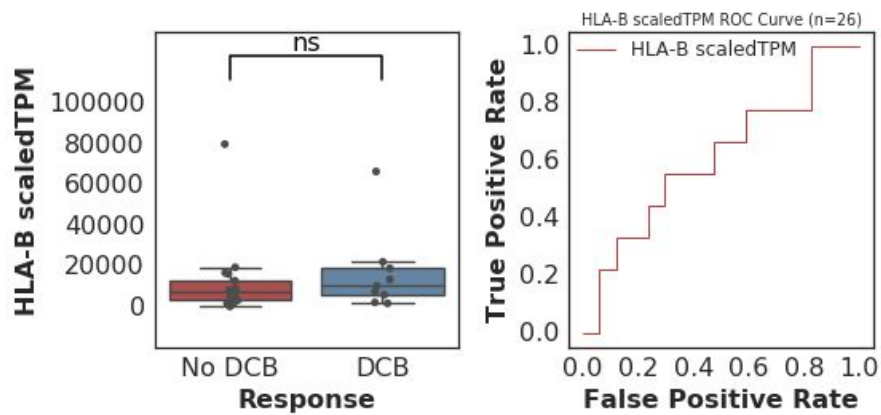 ns
HLA-B scaledTPM
100000
80000
60000
40000
20000
0
No DCB DCB
Response
HLA-B scaledTPM ROC Curve (n=26)
HLA-B scaledTPM
True Positive Rate
1.0
0.8
0.6
0.4
0.2
0.0
0.0 0.2 0.4 0.6 0.8 1.0
False Positive Rate